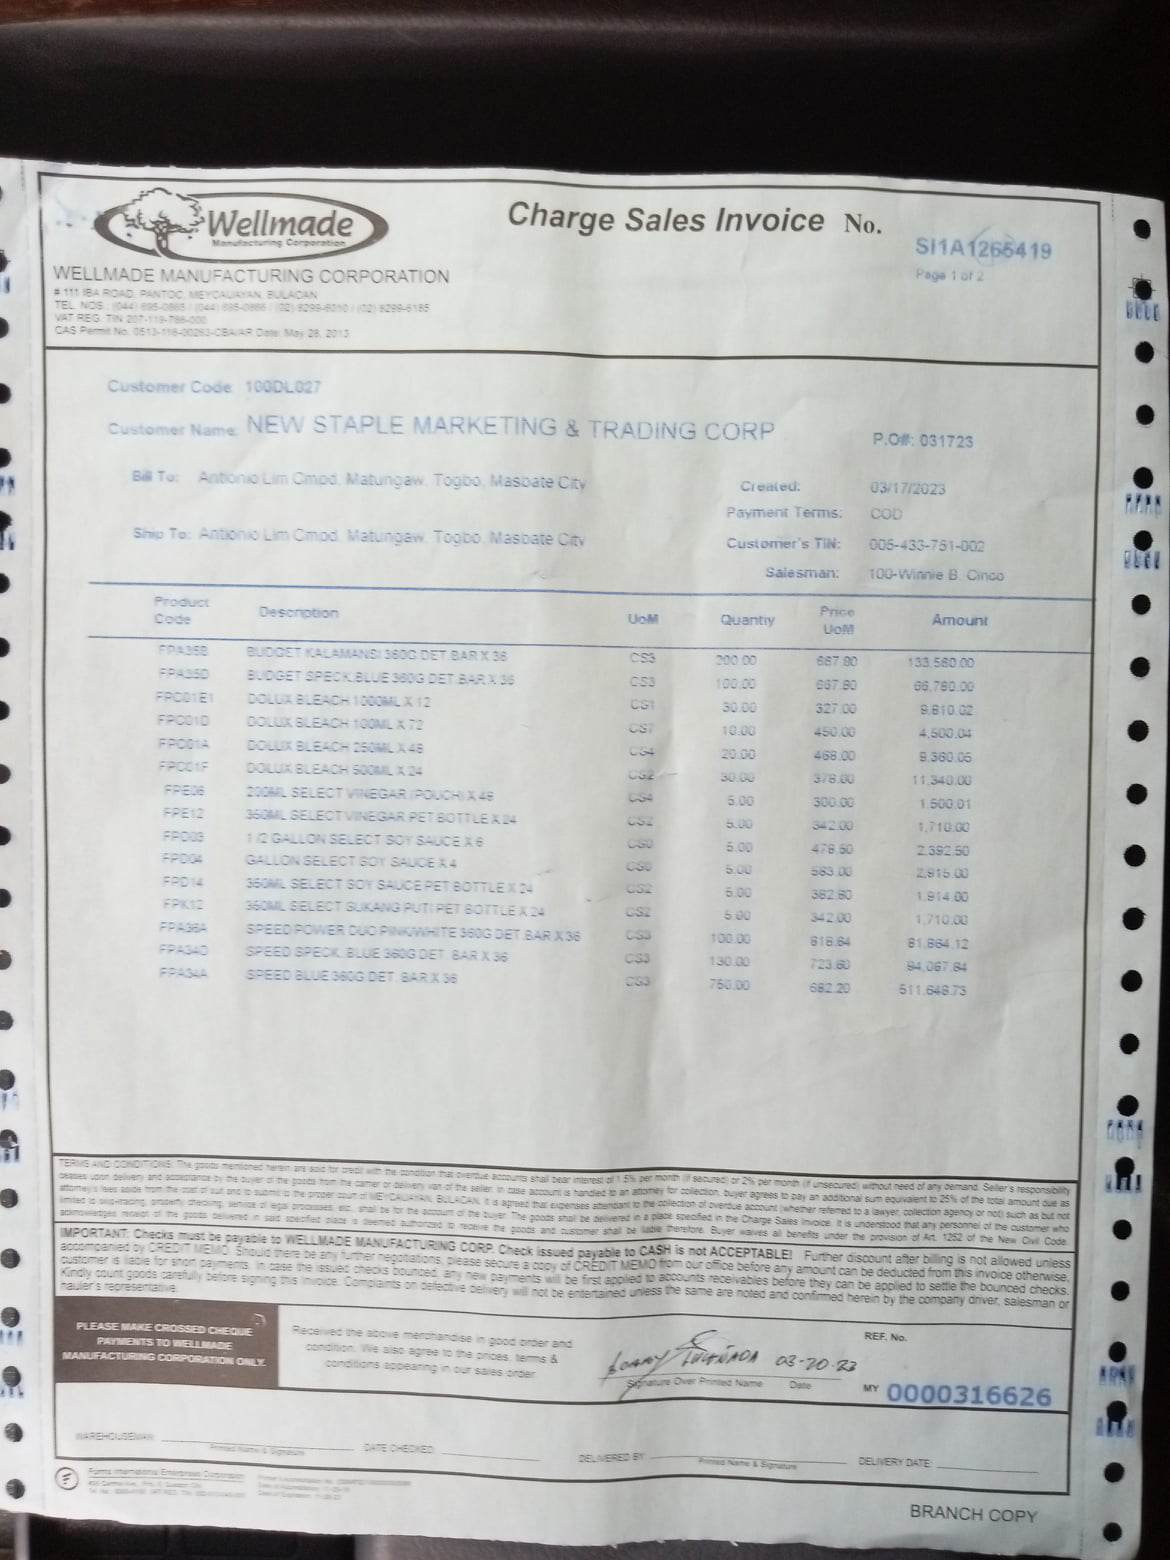 Wellmade
Manufacturing Corporation
Charge Sales Invoice No.
SI1A1265419
Page 1 of 2
WELLMADE MANUFACTURING CORPORATION
# 111 IBA ROAD, PANTOC, MEYCAUAYAN, BULACAN
TEL. NOS.: (044) 695-0865 / (044) 695-0866 / (02) 8299-6010 / (02) 8299-6185
VAT REG. TIN 207-119-766-000
CAS Permit No. 0513-116-00263-CBA/AR Date: May 28, 2013
Customer Code: 100DL027
Customer Name: NEW STAPLE MARKETING & TRADING CORP
P.O#: 031723
Bill To: Antionio Lim Cmpd, Matungaw, Togbo, Masbate City
Created: 03/17/2023
Payment Terms: COD
Ship To: Antionio Lim Cmpd, Matungaw, Togbo, Masbate City
Customer's TIN: 005-433-751-002
Salesman: 100-Winnie B. Cinco
Product Code Description UoM Quantiy Price UoM Amount
FPA35B BUDGET KALAMANSI 360G DET.BAR X 36 CS3 200.00 667.80 133,560.00
FPA35D BUDGET SPECK.BLUE 360G DET.BAR X 36 CS3 100.00 667.80 66,780.00
FPC01E1 DOLUX BLEACH 1000ML X 12 CS1 30.00 327.00 9,810.02
FPC01D DOLUX BLEACH 100ML X 72 CS7 10.00 450.00 4,500.04
FPC01A DOLUX BLEACH 250ML X 48 CS4 20.00 468.00 9,360.05
FPC01F DOLUX BLEACH 500ML X 24 CS2 30.00 378.00 11,340.00
FPE06 200ML SELECT VINEGAR (POUCH) X 48 CS4 5.00 300.00 1,500.01
FPE12 350ML SELECT VINEGAR PET BOTTLE X 24 CS2 5.00 342.00 1,710.00
FPD03 1/2 GALLON SELECT SOY SAUCE X 6 CS0 5.00 478.50 2,392.50
FPD04 GALLON SELECT SOY SAUCE X 4 CS0 5.00 583.00 2,915.00
FPD14 350ML SELECT SOY SAUCE PET BOTTLE X 24 CS2 5.00 382.80 1,914.00
FPK12 350ML SELECT SUKANG PUTI PET BOTTLE X 24 CS2 5.00 342.00 1,710.00
FPA36A SPEED POWER DUO PINK/WHITE 360G DET.BAR X 36 CS3 100.00 818.64 81,864.12
FPA34D SPEED SPECK. BLUE 360G DET. BAR X 36 CS3 130.00 723.60 94,067.84
FPA34A SPEED BLUE 360G DET. BAR X 36 CS3 750.00 682.20 511,648.73
TERMS AND CONDITIONS: The goods mentioned herein are sold for credit with the condition that overdue accounts shall bear interest of 1.5% per month (if secured) or 2% per month (if unsecured) without need of any demand. Seller's responsibility
ceases upon delivery and acceptance by the buyer of the goods from the carrier or delivery van of the seller. In case account is handled to an attorney for collection, buyer agrees to pay an additional sum equivalent to 25% of the total amount due as
attorney's fees aside from the cost of suit and to submit to the proper court of MEYCAUAYAN, BULACAN. It is agreed that expenses attendant to the collection of overdue account (whether referred to a lawyer, collection agency or not) such as but not
limited to skip-tracing, property checking, service of legal processes, etc., shall be for the account of the buyer. The goods shall be delivered in a place specified in the Charge Sales Invoice. It is understood that any personnel of the customer who
acknowledges receipt of the goods delivered in said specified place is deemed authorized to receive the goods and customer shall be liable therefore. Buyer waives all benefits under the provision of Art. 1252 of the New Civil Code.
IMPORTANT: Checks must be payable to WELLMADE MANUFACTURING CORP. Check issued payable to CASH is not ACCEPTABLE! Further discount after billing is not allowed unless
accompanied by CREDIT MEMO. Should there be any further negotiations, please secure a copy of CREDIT MEMO from our office before any amount can be deducted from this invoice otherwise,
customer is liable for short payments. In case the issued checks bounced, any new payments will be first applied to accounts receivables before they can be applied to settle the bounced checks.
Kindly count goods carefully before signing this Invoice. Complaints on defective delivery will not be entertained unless the same are noted and confirmed herein by the company driver, salesman or
hauler's representative.
PLEASE MAKE CROSSED CHEQUE
PAYMENTS TO WELLMADE
MANUFACTURING CORPORATION ONLY.
Received the above merchandise in good order and
condition. We also agree to the prices, terms &
conditions appearing in our sales order.
03-20-23
Signature Over Printed Name Date
REF. No.
MY 0000316626
WAREHOUSEMAN
Printed Name & Signature
DATE CHECKED:
DELIVERED BY:
Printed Name & Signature
DELIVERY DATE:
Forms International Enterprises Corporation
BRANCH COPY